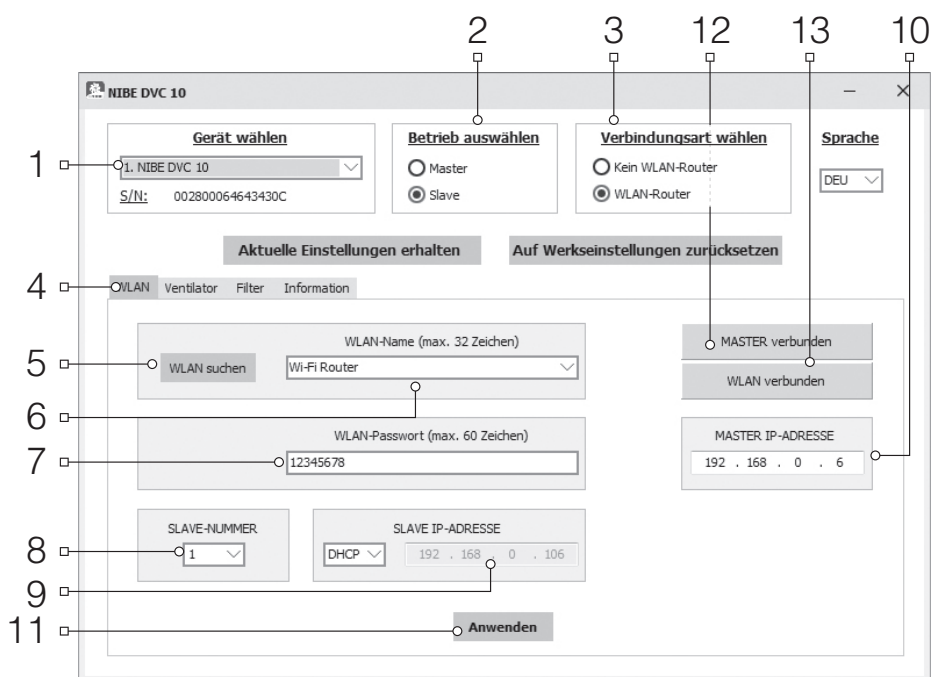 2 3 12 13 10
NIBE DVC 10
Gerät wählen
Betrieb auswählen
Verbindungsart wählen
Sprache
1
1. NIBE DVC 10
S/N: 002800064643430C
Master
Slave
Kein WLAN-Router
WLAN-Router
DEU
Aktuelle Einstellungen erhalten
Auf Werkseinstellungen zurücksetzen
4
WLAN Ventilator Filter Information
5
WLAN suchen
WLAN-Name (max. 32 Zeichen)
Wi-Fi Router
6
MASTER verbunden
WLAN verbunden
7
WLAN-Passwort (max. 60 Zeichen)
12345678
MASTER IP-ADRESSE
192 . 168 . 0 . 6
8
SLAVE-NUMMER
1
SLAVE IP-ADRESSE
DHCP
192 . 168 . 0 . 106
9
11
Anwenden